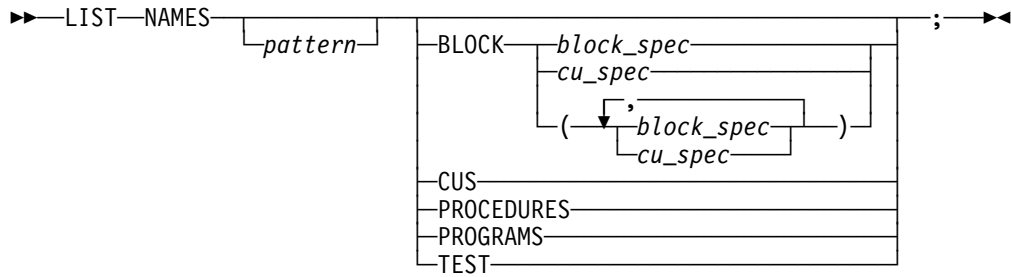 LIST NAMES ;
pattern BLOCK block_spec
cu_spec
,
( block_spec )
cu_spec
CUS
PROCEDURES
PROGRAMS
TEST